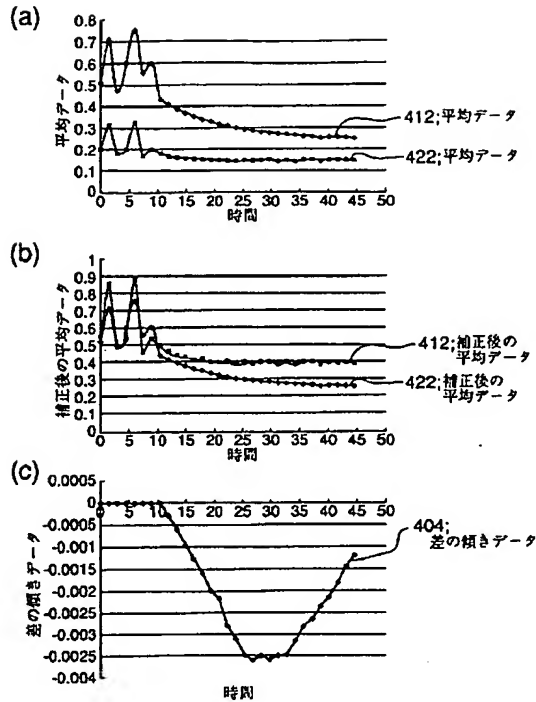 (a)
平均データ
0.8
0.7
0.6
0.5
0.4
0.3
0.2
0.1
0
0 5 10 15 20 25 30 35 40 45 50
時間
412;平均データ
422;平均データ
(b)
補正後の平均データ
1
0.9
0.8
0.7
0.6
0.5
0.4
0.3
0.2
0.1
0
0 5 10 15 20 25 30 35 40 45 50
時間
412;補正後の
平均データ
422;補正後の
平均データ
(c)
差の傾きデータ
0.0005
0
-0.0005
-0.001
-0.0015
-0.002
-0.0025
-0.003
-0.0025
-0.004
0 5 10 15 20 25 30 35 40 45 50
時間
404;
差の傾きデータ